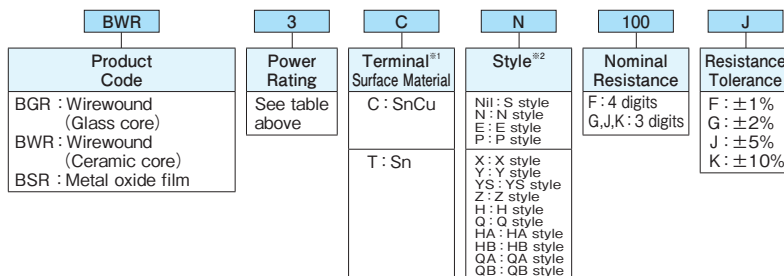 BWR 3 C N 100 J
Product
Code
Power
Rating
Terminal※1
Surface Material
Style※2
Nominal
Resistance
Resistance
Tolerance
BGR：Wirewound
(Glass core)
BWR：Wirewound
(Ceramic core)
BSR：Metal oxide film
See table
above
C：SnCu
T：Sn
Nil：S style
N：N style
E：E style
P：P style
X：X style
Y：Y style
YS：YS style
Z：Z style
H：H style
Q：Q style
HA：HA style
HB：HB style
QA：QA style
QB：QB style
F：4 digits
G,J,K：3 digits
F：±1%
G：±2%
J：±5%
K：±10%